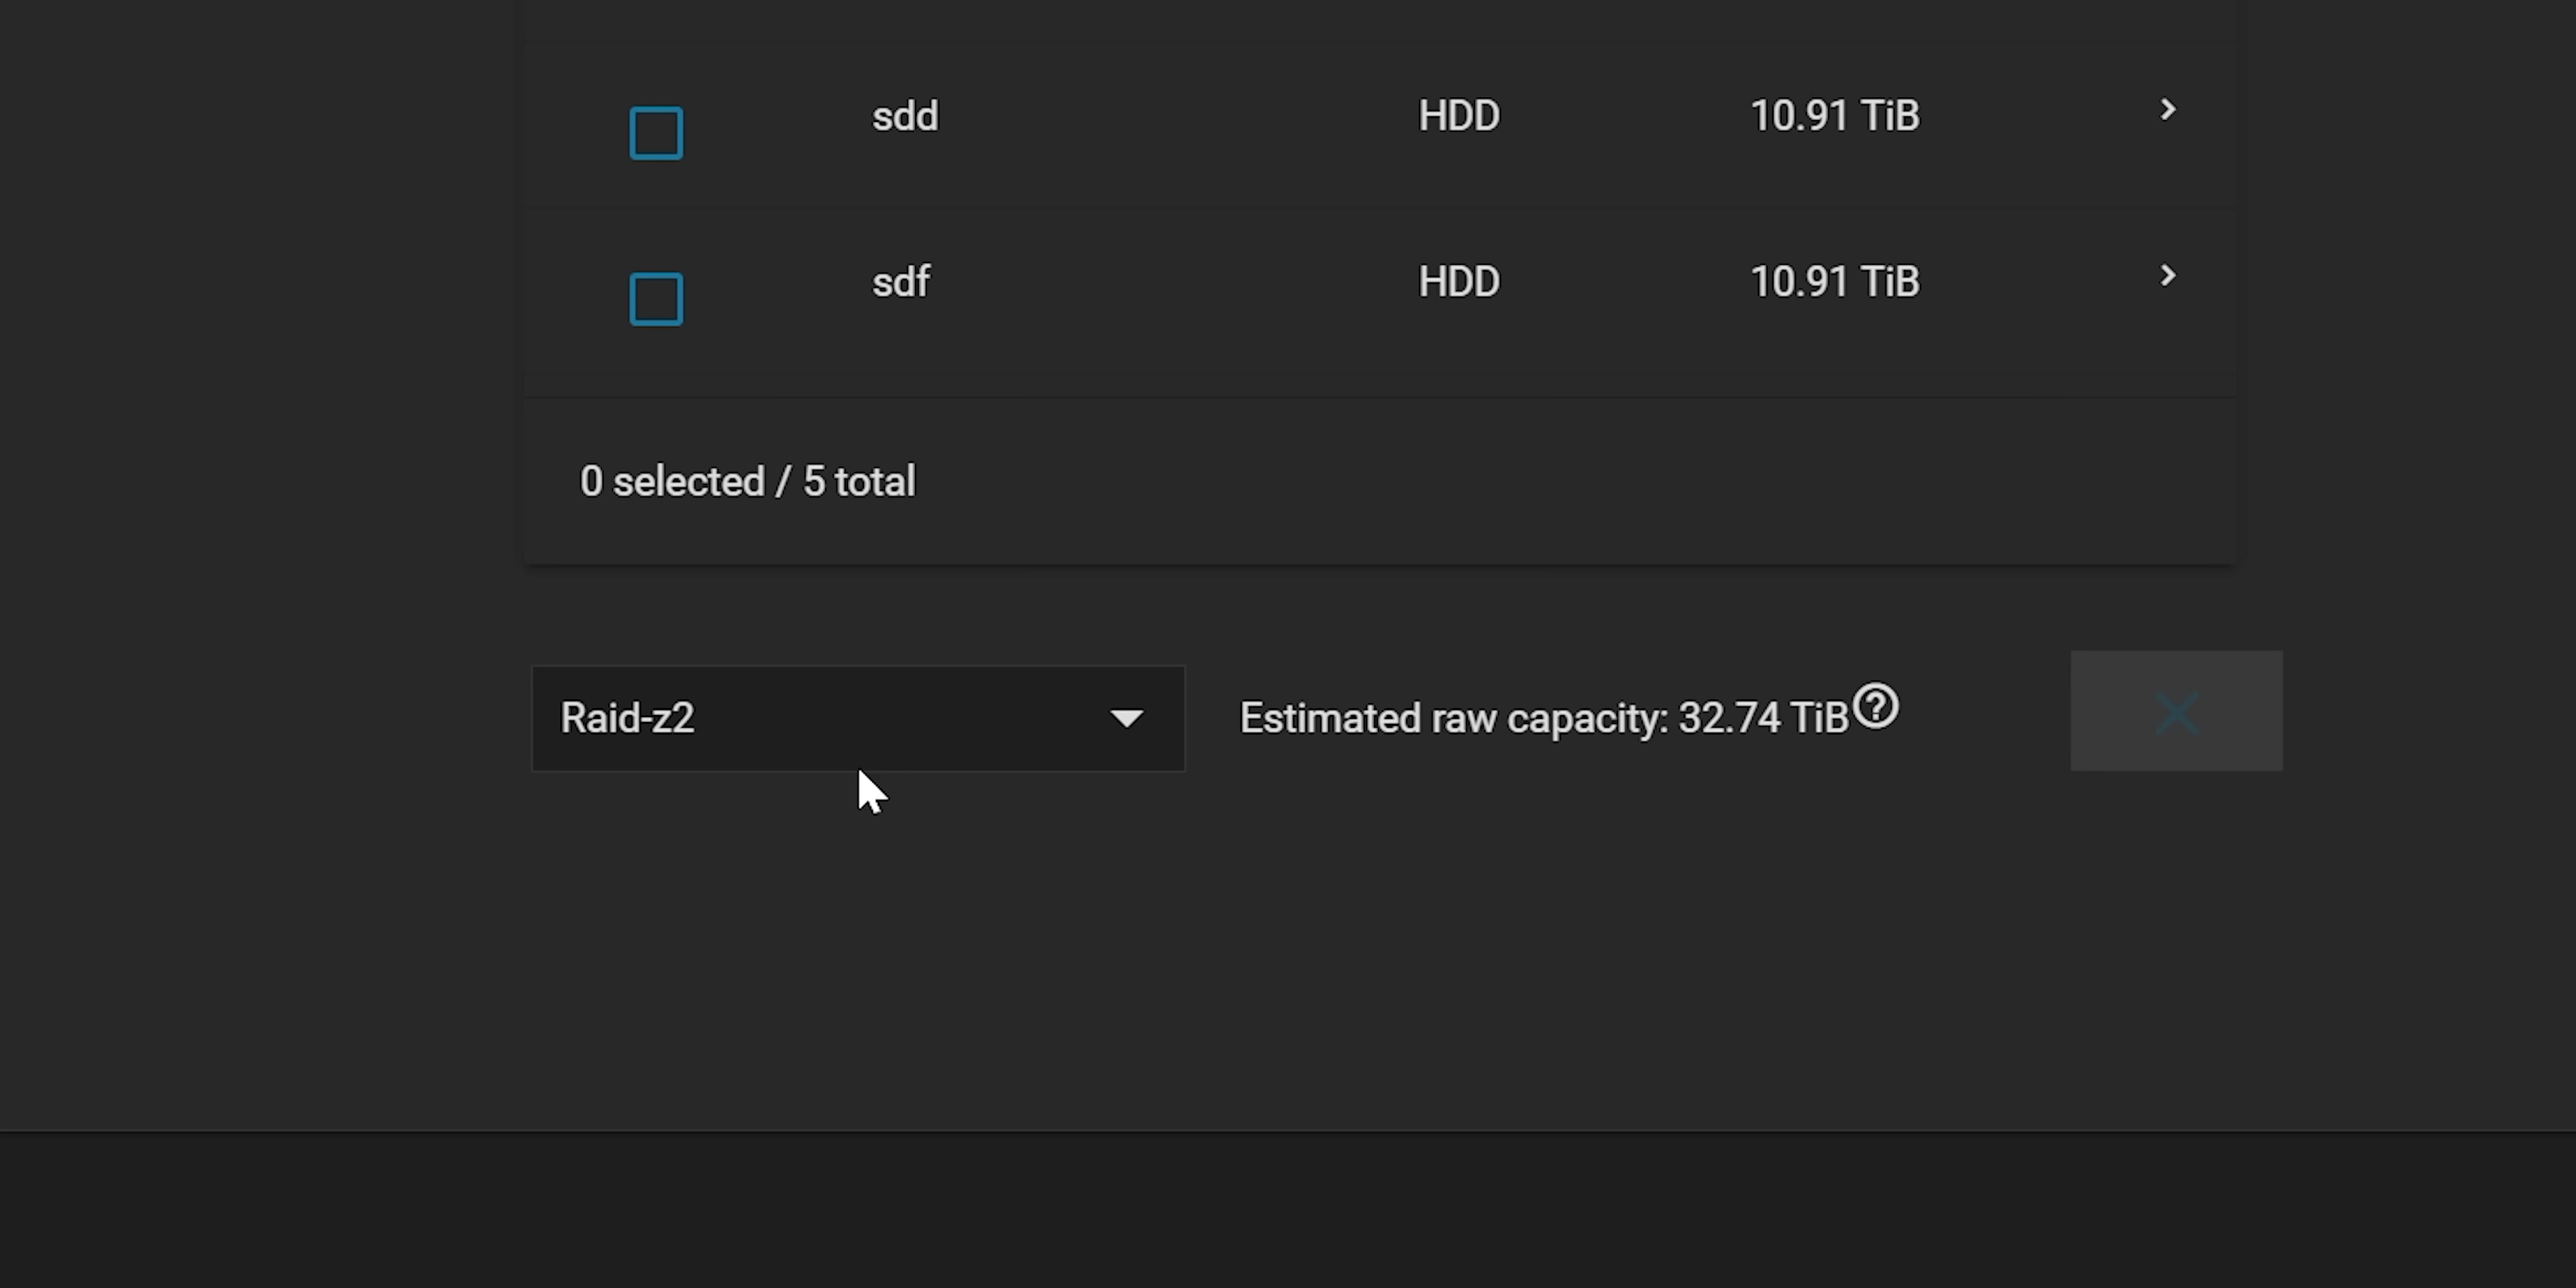 sdd HDD 10.91 TiB
sdf HDD 10.91 TiB
0 selected / 5 total
Raid-z2 Estimated raw capacity: 32.74 TiB ?